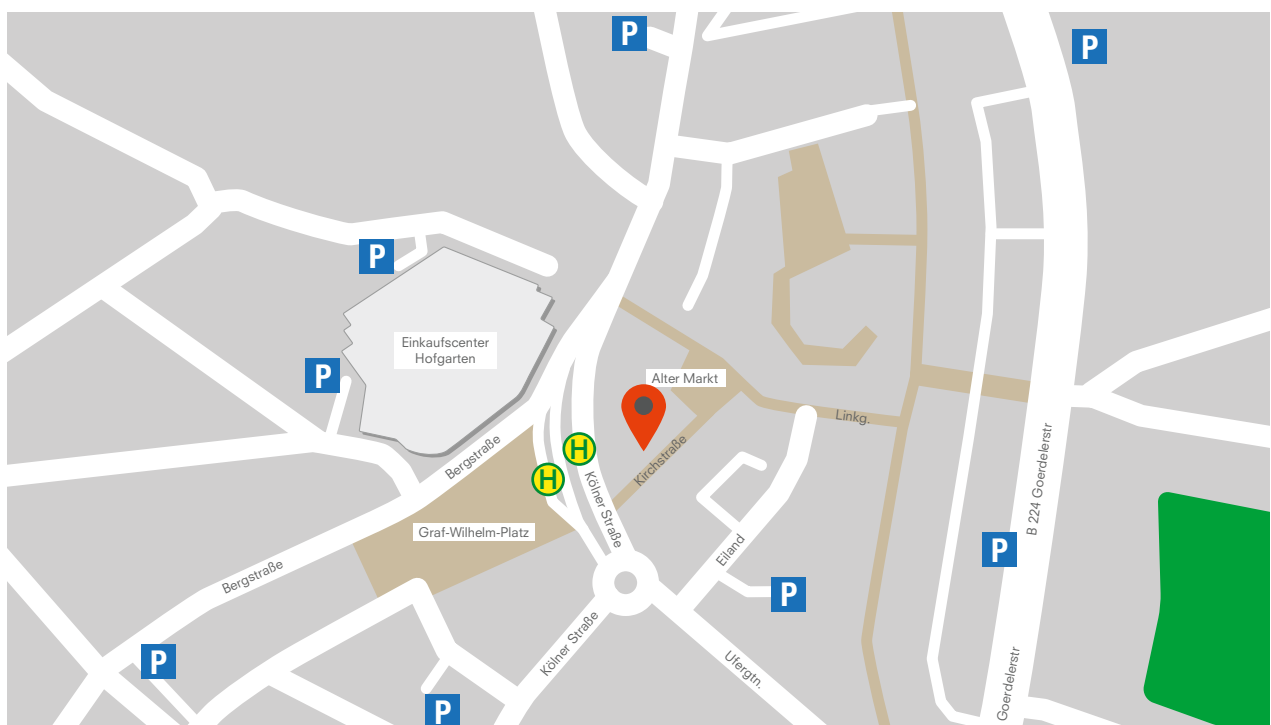 P
P
P
P
Einkaufscenter
Hofgarten
Alter Markt
Linkg.
Kirchstraße
Bergstraße
H
H
Kölner Straße
B 224 Goerdelerstr
Graf-Wilhelm-Platz
P
Eiland
Bergstraße
P
Kölner Straße
Ufergtn.
Goerdelerstr
P
P